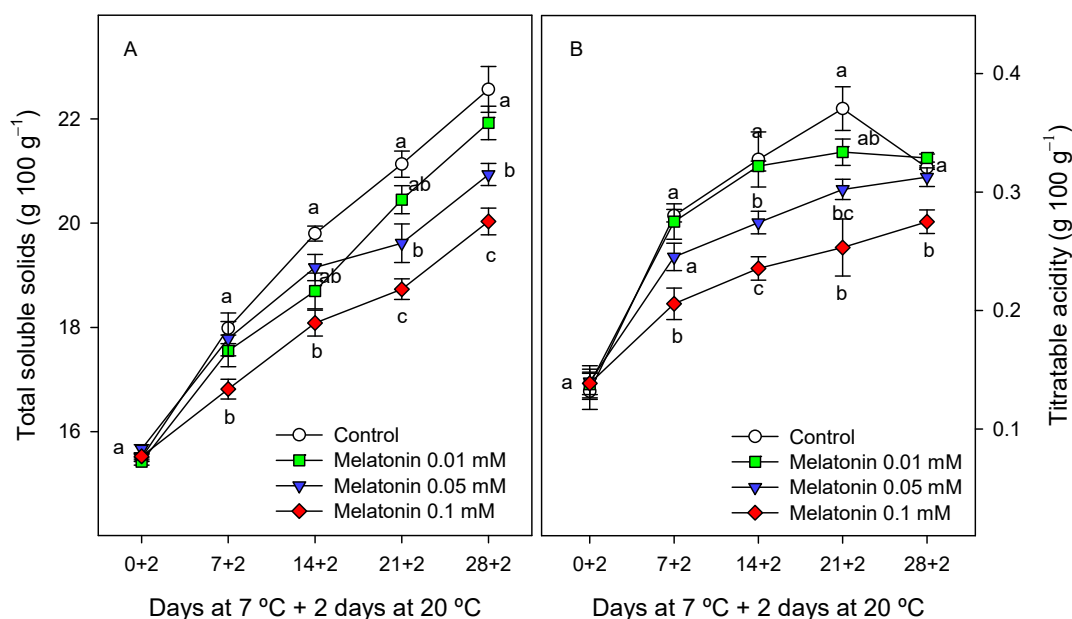 A
Total soluble solids (g 100 g⁻¹)
22
20
18
16
a
a
a
a
a
ab
b
ab
b
c
c
b
b
Control
Melatonin 0.01 mM
Melatonin 0.05 mM
Melatonin 0.1 mM
0+2 7+2 14+2 21+2 28+2
Days at 7 ºC + 2 days at 20 ºC
B
Titratable acidity (g 100 g⁻¹)
0.4
0.3
0.2
0.1
a
a
ab
a
a
b
bc
a
b
c
b
b
a
Control
Melatonin 0.01 mM
Melatonin 0.05 mM
Melatonin 0.1 mM
0+2 7+2 14+2 21+2 28+2
Days at 7 ºC + 2 days at 20 ºC